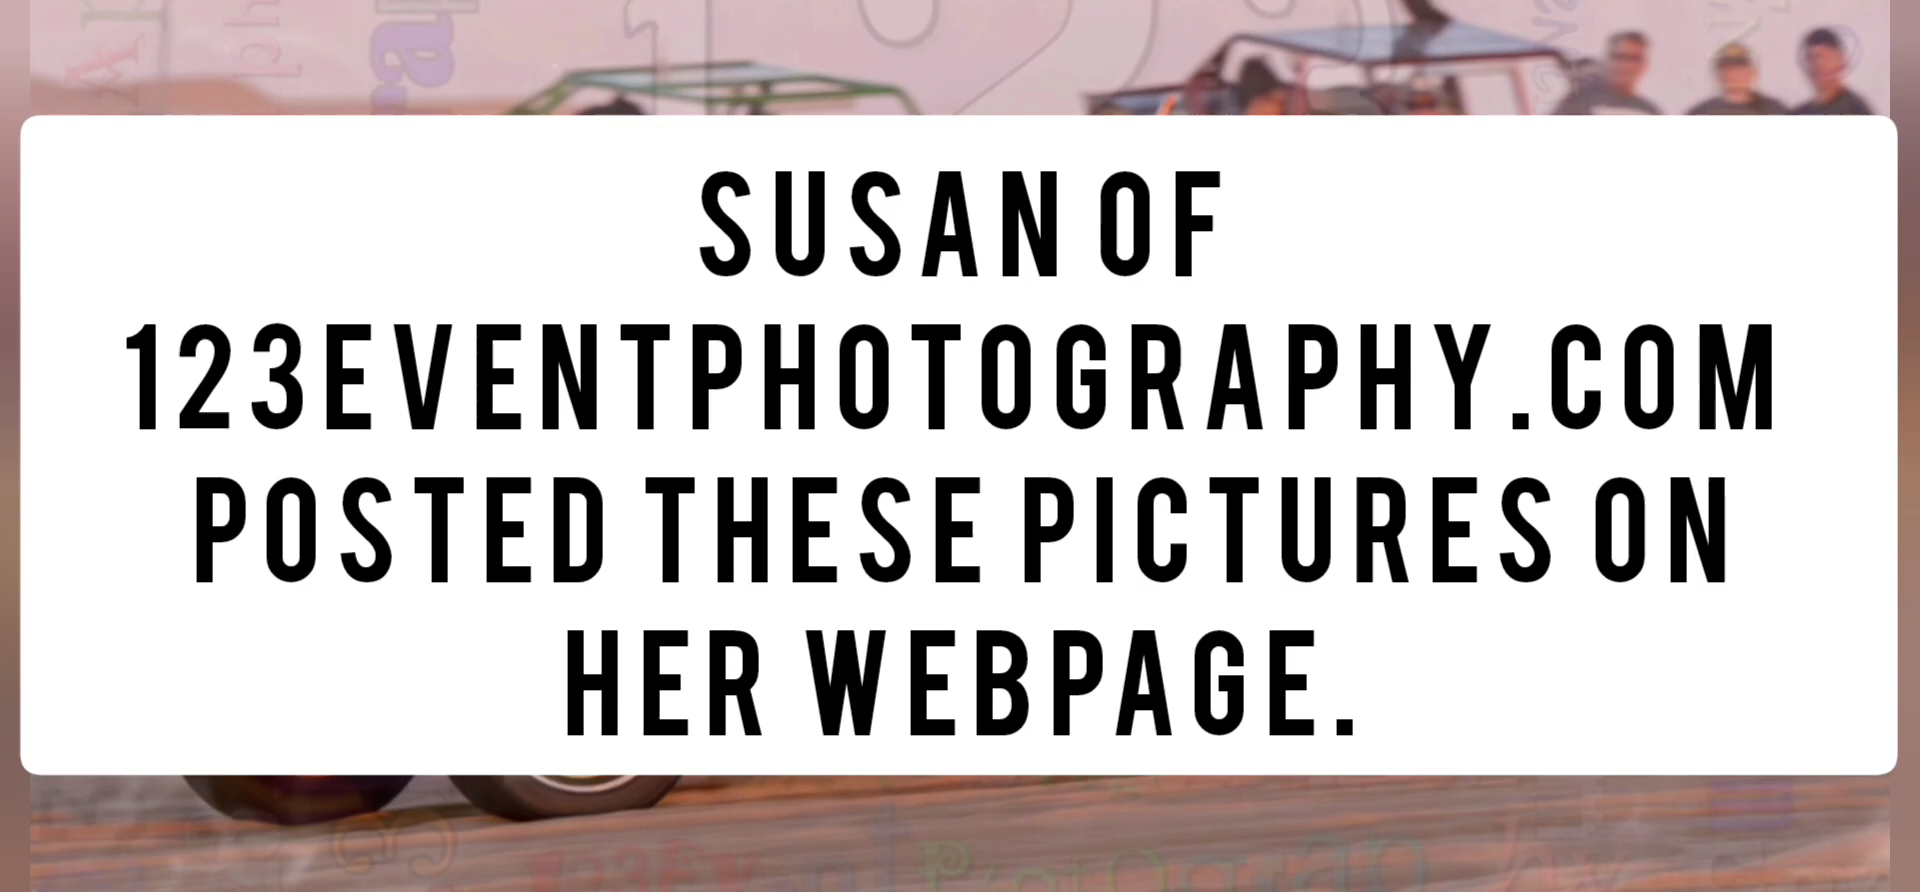 SUSAN OF
123EVENTPHOTOGRAPHY.COM
POSTED THESE PICTURES ON
HER WEBPAGE.